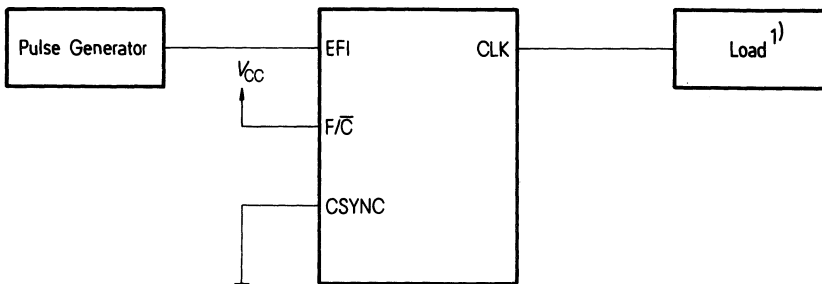 Pulse Generator
EFI
CLK
Load 1)
VCC
F/C̅
CSYNC